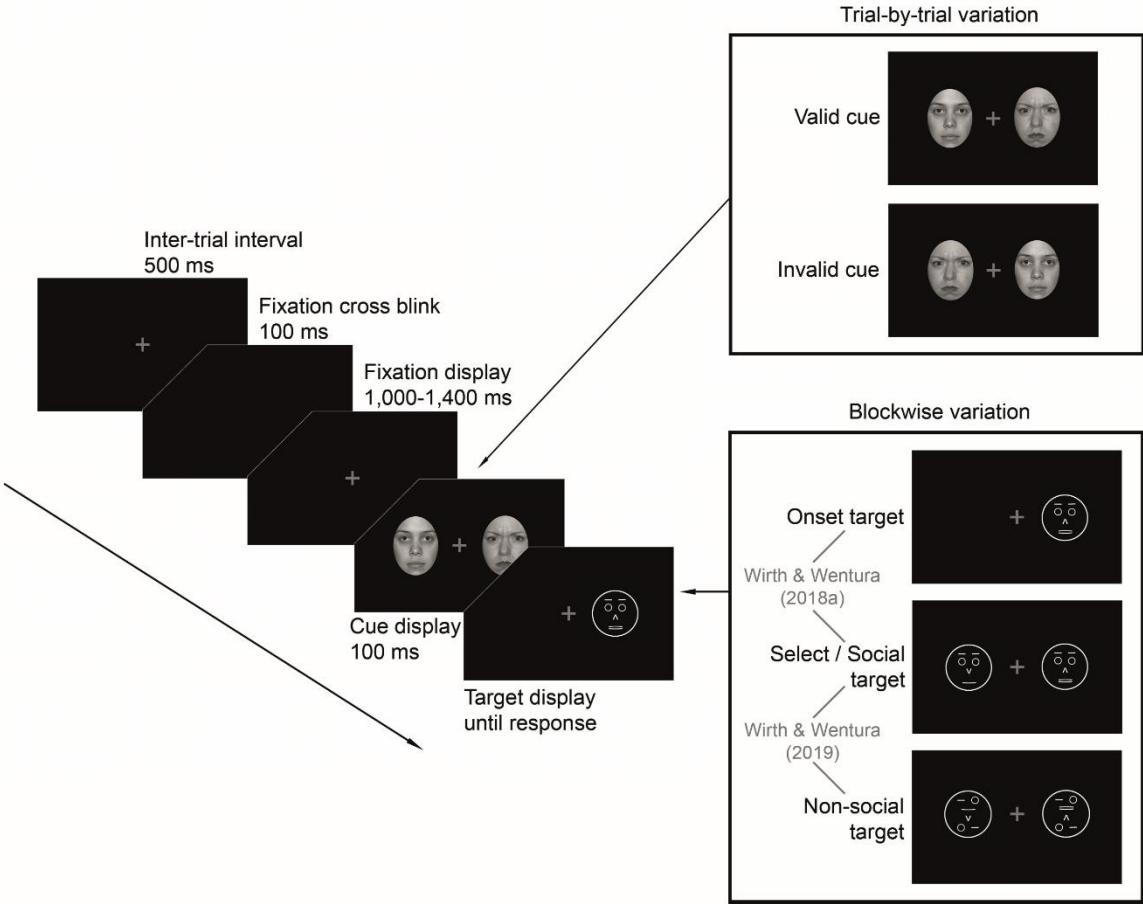 Trial-by-trial variation
Valid cue
Invalid cue
Inter-trial interval
500 ms
Fixation cross blink
100 ms
Fixation display
1,000-1,400 ms
Cue display
100 ms
Target display
until response
Blockwise variation
Onset target
Wirth & Wentura
(2018a)
Select / Social
target
Wirth & Wentura
(2019)
Non-social
target